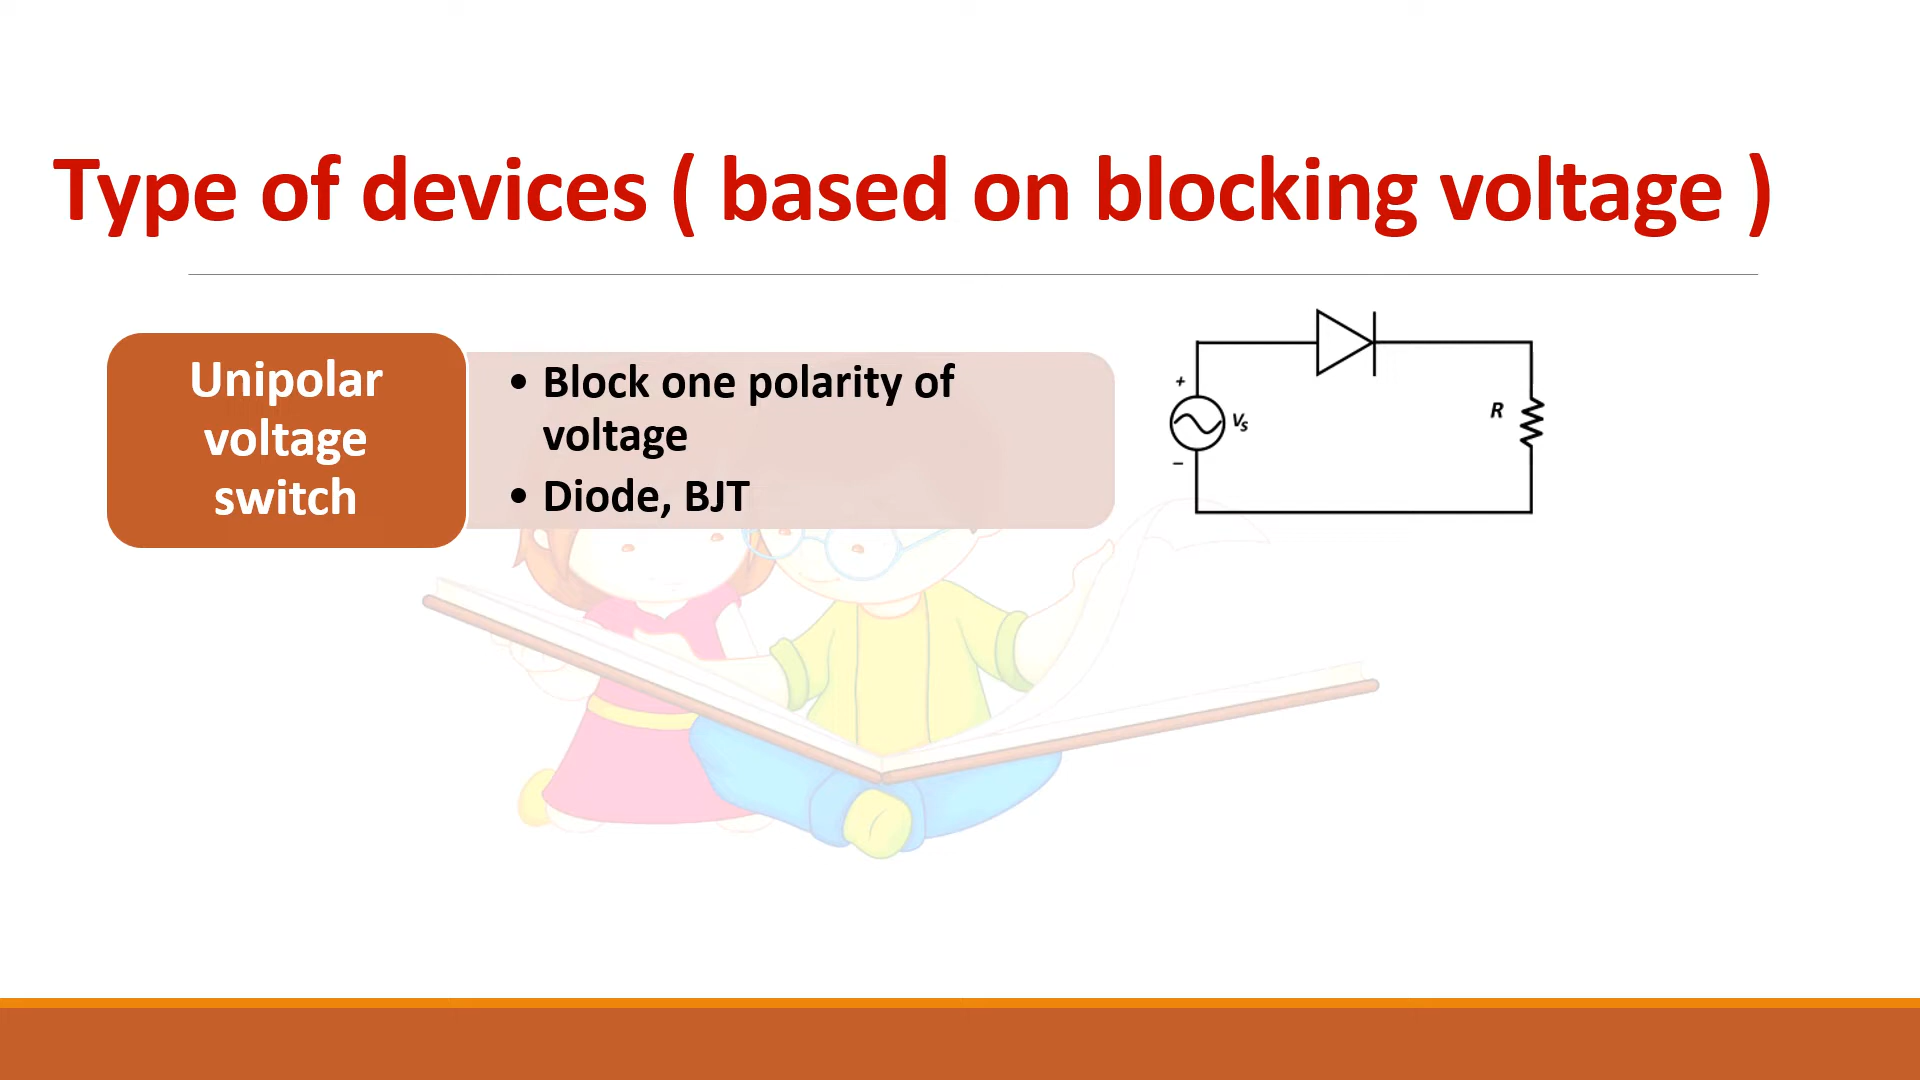 Type of devices ( based on blocking voltage )
Unipolar
voltage
switch
• Block one polarity of
voltage
• Diode, BJT
+
Vs
−
R